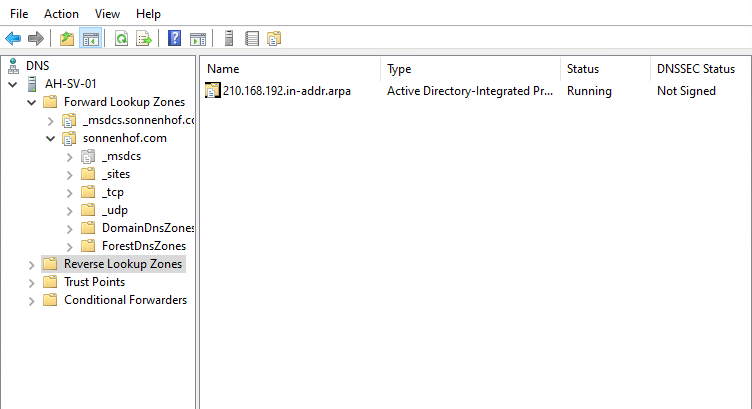 File Action View Help
DNS
AH-SV-01
Forward Lookup Zones
_msdcs.sonnenhof.cc
sonnenhof.com
_msdcs
_sites
_tcp
_udp
DomainDnsZones
ForestDnsZones
Reverse Lookup Zones
Trust Points
Conditional Forwarders
Name Type Status DNSSEC Status
210.168.192.in-addr.arpa Active Directory-Integrated Pr... Running Not Signed